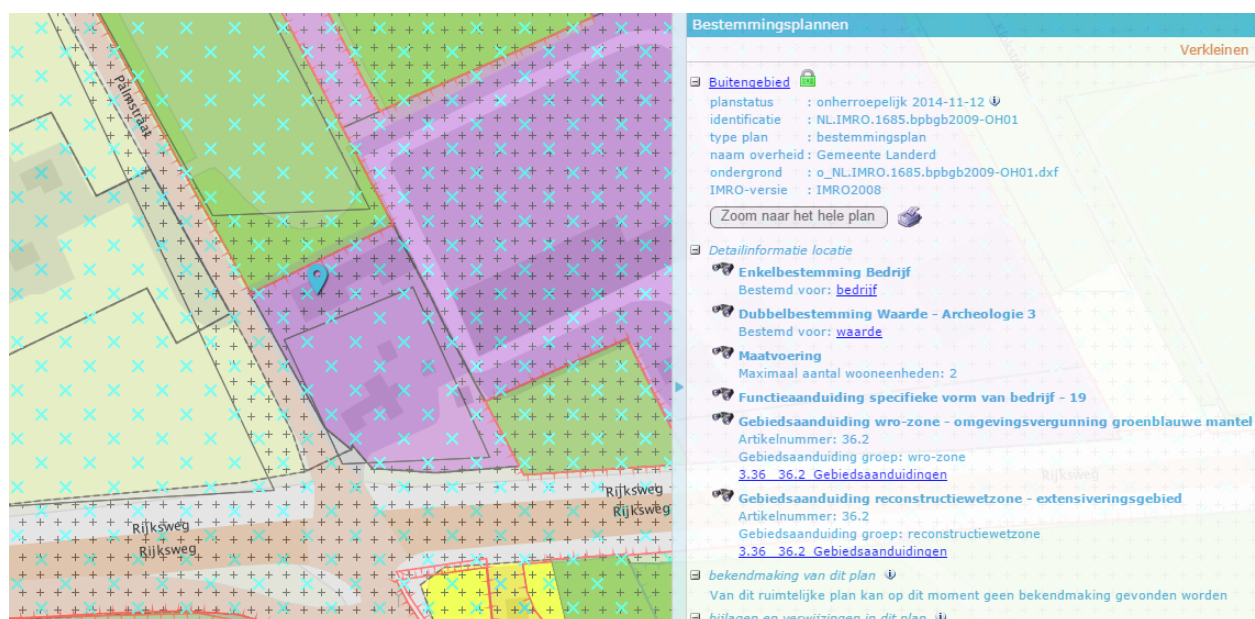 Bestemmingsplannen
Verkleinen
Buitengebied
planstatus : onherroepelijk 2014-11-12
identificatie : NL.IMRO.1685.bpbgb2009-OH01
type plan : bestemmingsplan
naam overheid : Gemeente Landerd
ondergrond : o_NL.IMRO.1685.bpbgb2009-OH01.dxf
IMRO-versie : IMRO2008
Zoom naar het hele plan
Detailinformatie locatie
Enkelbestemming Bedrijf
Bestemd voor: bedrijf
Dubbelbestemming Waarde - Archeologie 3
Bestemd voor: waarde
Maatvoering
Maximaal aantal wooneenheden: 2
Functieaanduiding specifieke vorm van bedrijf - 19
Gebiedsaanduiding wro-zone - omgevingsvergunning groenblauwe mantel
Artikelnummer: 36.2
Gebiedsaanduiding groep: wro-zone
3.36 36.2 Gebiedsaanduidingen
Gebiedsaanduiding reconstructiewetzone - extensiveringsgebied
Artikelnummer: 36.2
Gebiedsaanduiding groep: reconstructiewetzone
3.36 36.2 Gebiedsaanduidingen
bekendmaking van dit plan
Van dit ruimtelijke plan kan op dit moment geen bekendmaking gevonden worden
bijlagen en verwijzingen in dit plan
Palmstraat
Rijksweg
Rijksweg
Rijksweg
Rijksweg
Rijksweg